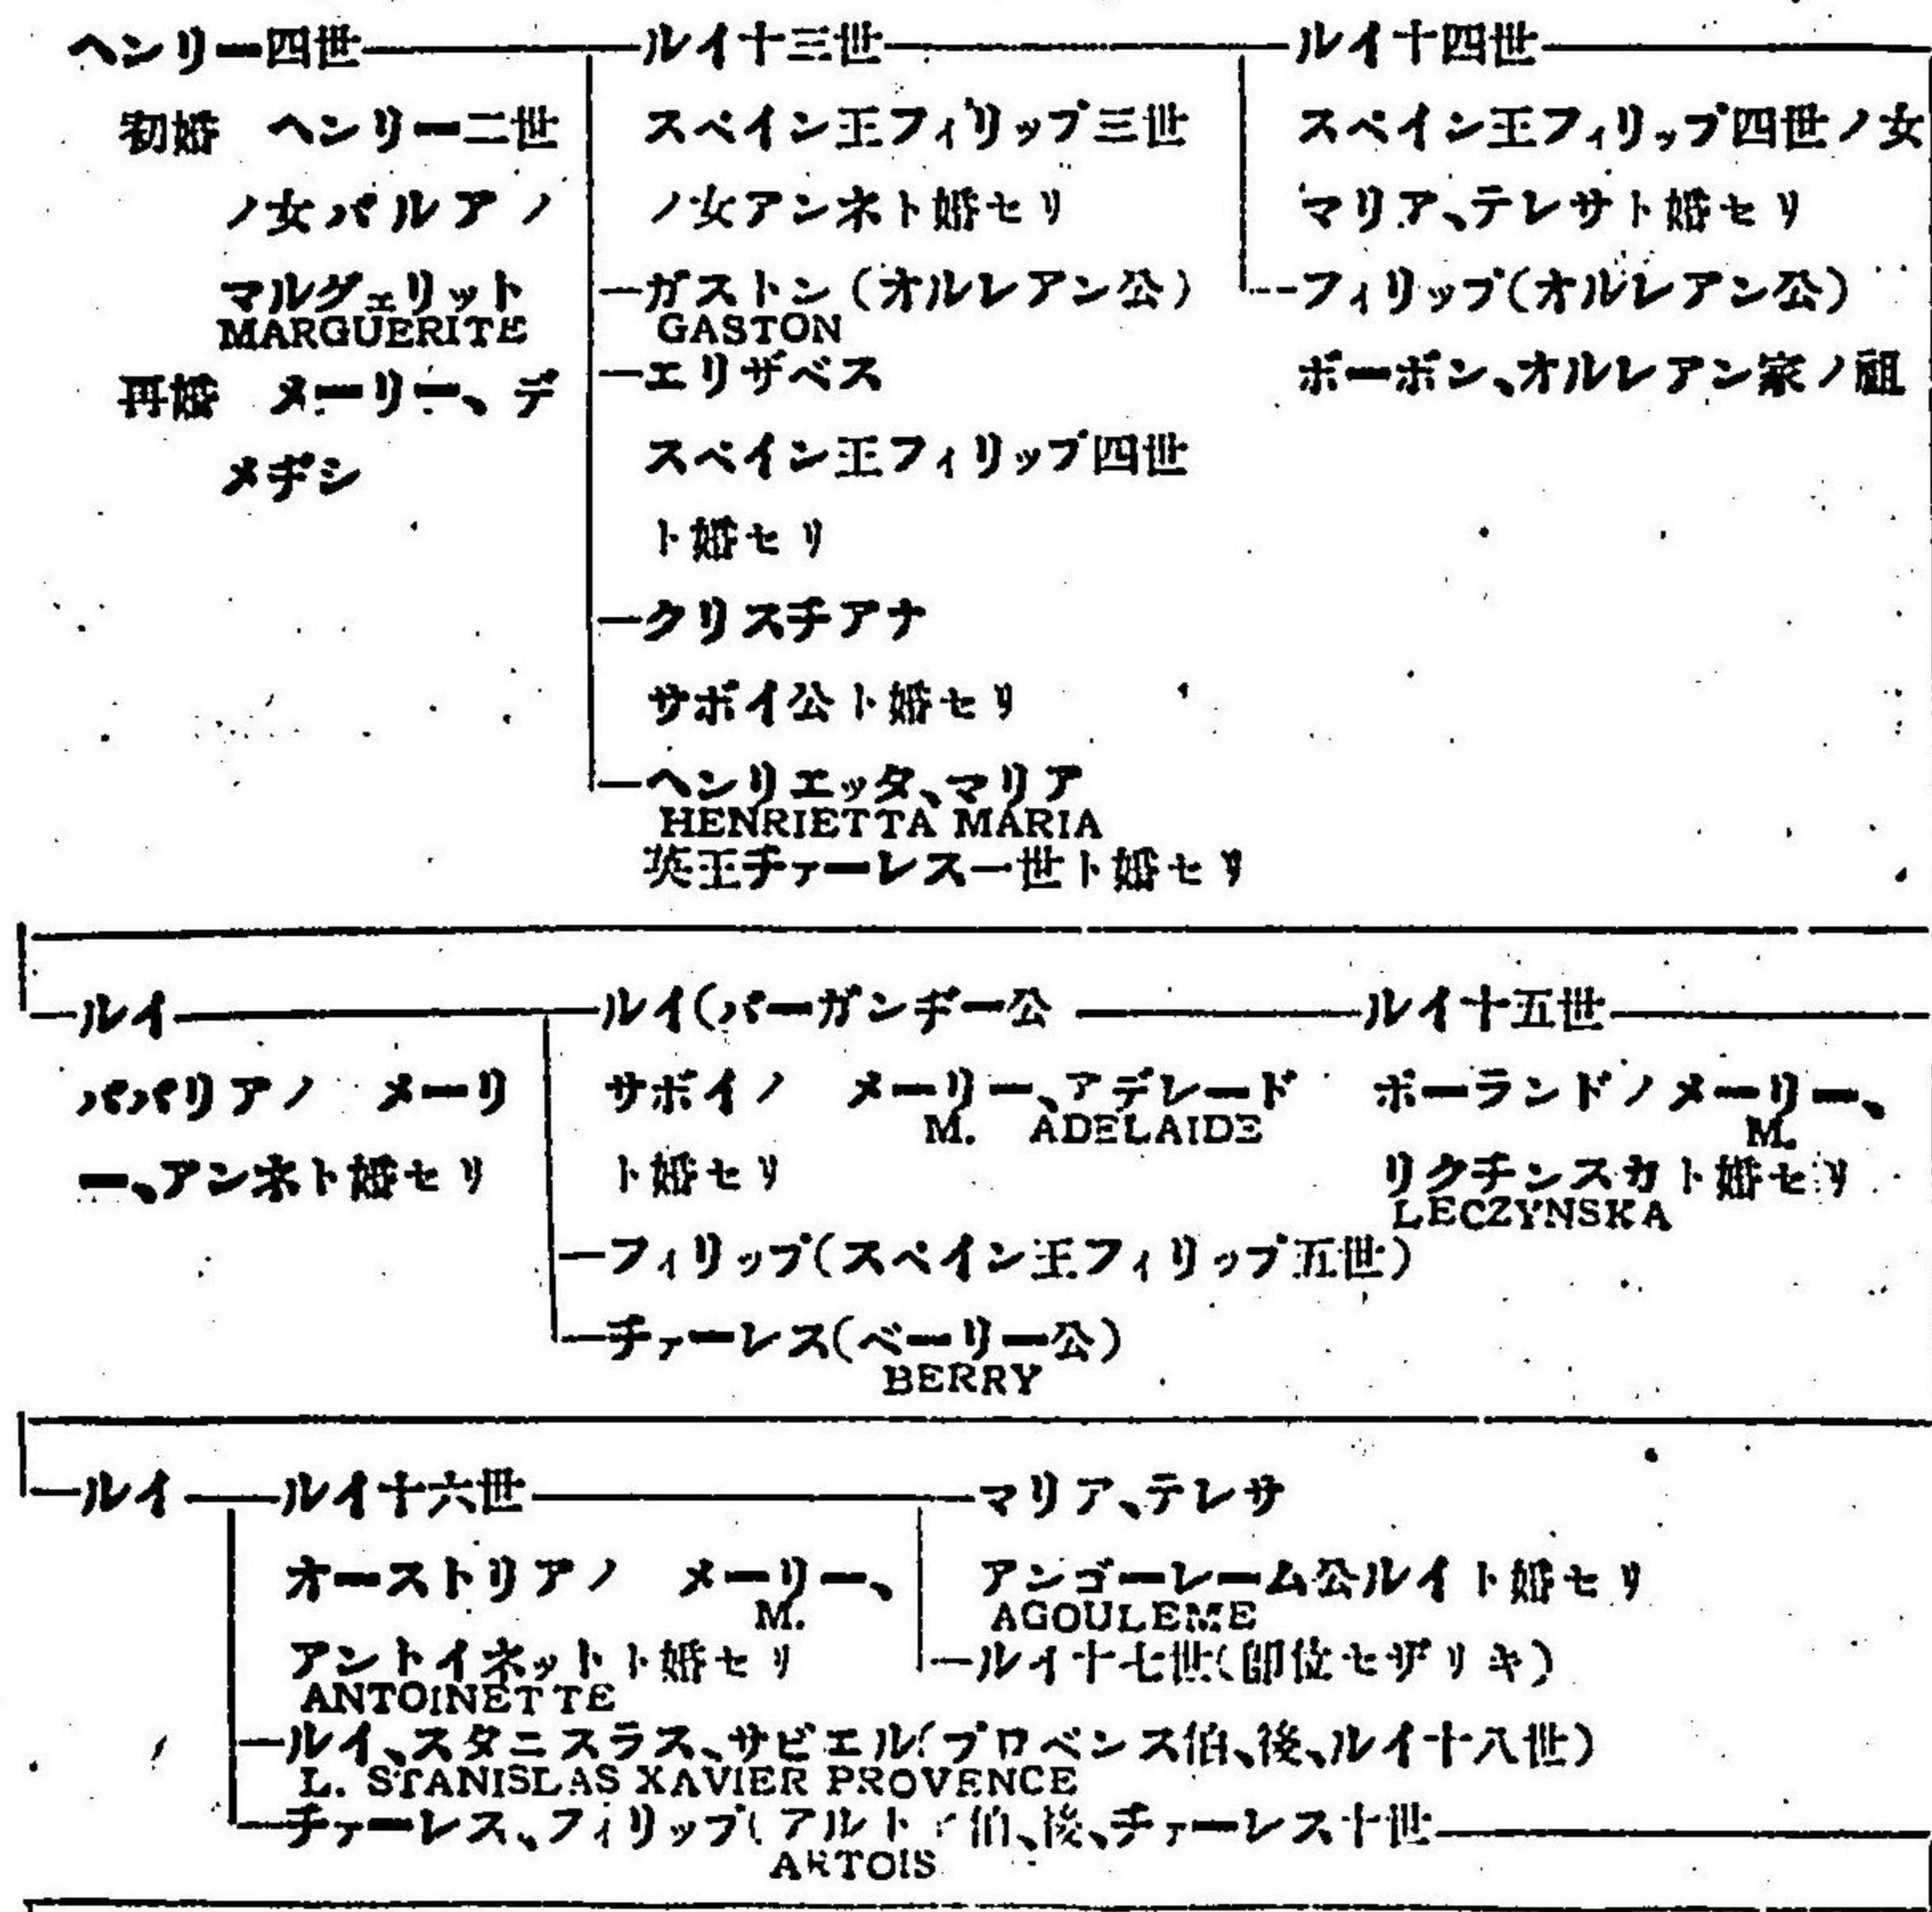 ヘンリー四世
初婚 ヘンリー二世
ノ女バルアノ
マルグェリット
MARGUERITE
再婚 メーリー、デ
メヂシ
ルイ十三世
スペイン王フィリップ三世
ノ女アンネト婚セリ
ガストン（オルレアン公）
GASTON
エリザベス
スペイン王フィリップ四世
ト婚セリ
クリスチアナ
サボイ公ト婚セリ
ヘンリエッタ、マリア
HENRIETTA MARIA
英王チァーレス一世ト婚セリ
ルイ十四世
スペイン王フィリップ四世ノ女
マリア、テレサト婚セリ
フィリップ（オルレアン公）
ボーボン、オルレアン家ノ祖
ルイ
ババリアノ メーリ
ー、アンネト婚セリ
ルイ（バーガンヂー公
サボイノ メーリー、アデレード
M. ADELAIDE
ト婚セリ
フィリップ（スペイン王フィリップ五世）
チァーレス（ベーリー公）
BERRY
ルイ十五世
ポーランドノメーリー、
M.
リクチンスカト婚セリ
LECZYNSKA
ルイ
ルイ十六世
オーストリアノ メーリー、
M.
アントイネットト婚セリ
ANTOINETTE
マリア、テレサ
アンゴーレーム公ルイト婚セリ
AGOULEME
ルイ十七世（即位セザリキ）
ルイ、スタニスラス、サビエル（プロベンス伯、後、ルイ十八世）
L. STANISLAS XAVIER PROVENCE
チァーレス、フィリップ（アルトイ伯、後、チァーレス十世
ARTOIS